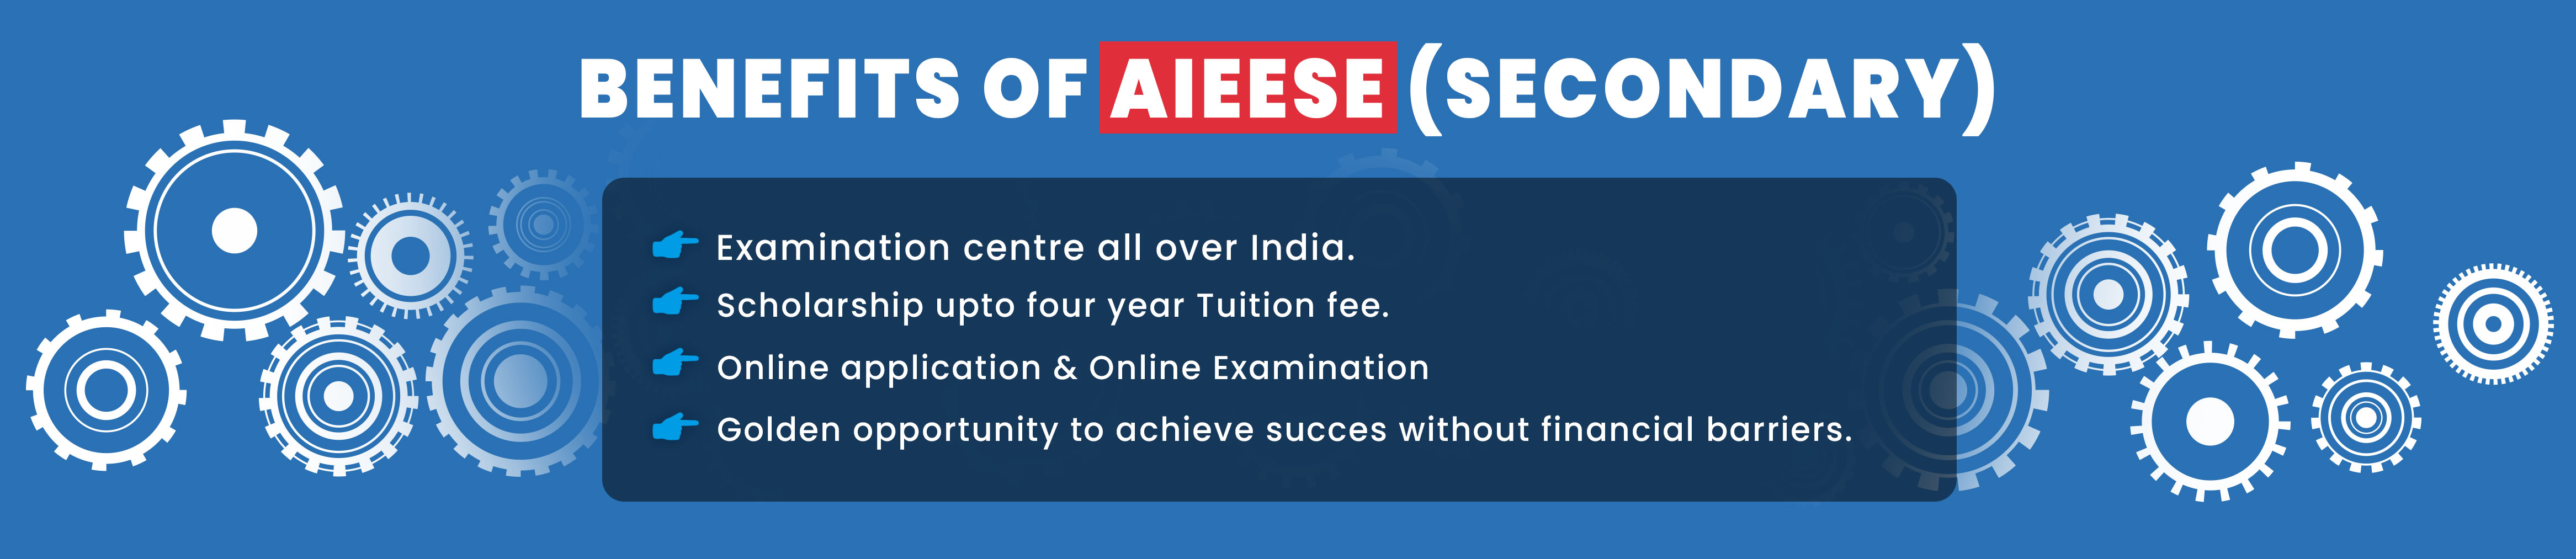 BENEFITS OF AIEESE (SECONDARY)
Examination centre all over India.
Scholarship upto four year Tuition fee.
Online application & Online Examination
Golden opportunity to achieve succes without financial barriers.